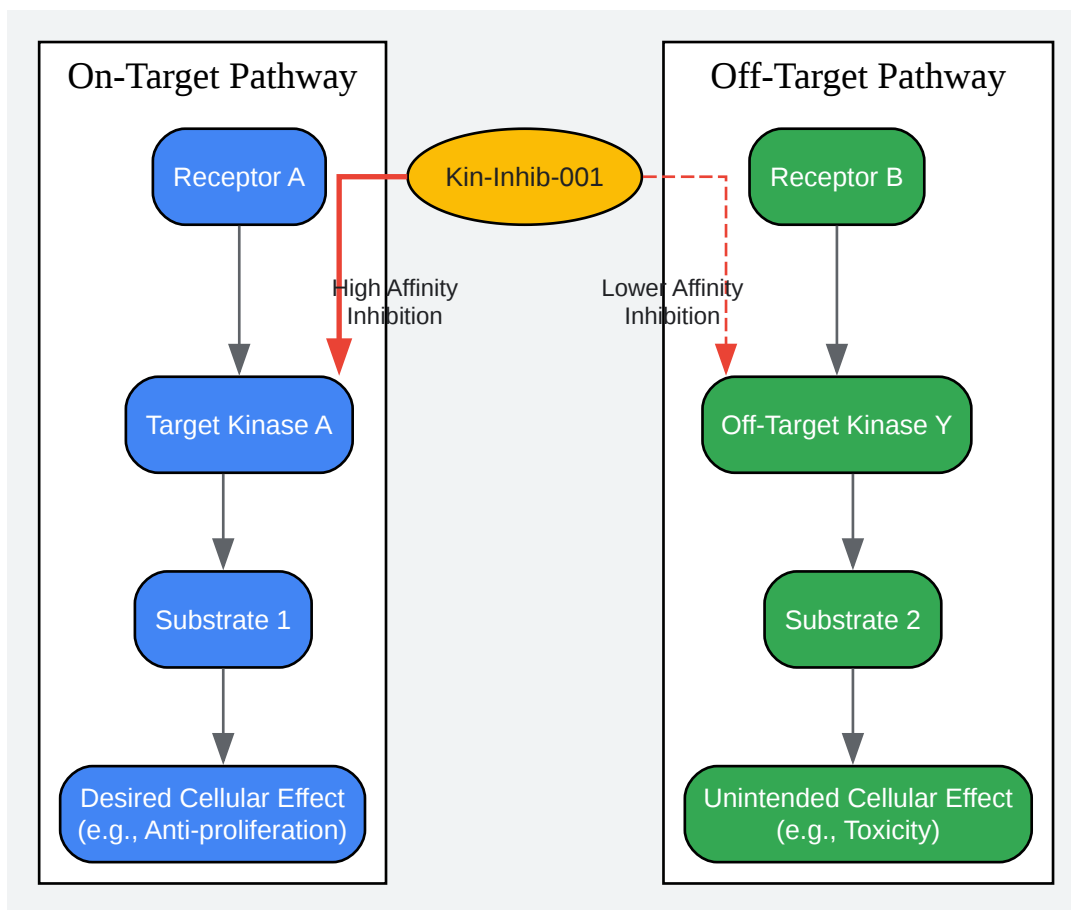 On-Target Pathway
Off-Target Pathway
Receptor A
Kin-Inhib-001
Receptor B
High Affinity
Inhibition
Lower Affinity
Inhibition
Target Kinase A
Off-Target Kinase Y
Substrate 1
Substrate 2
Desired Cellular Effect
(e.g., Anti-proliferation)
Unintended Cellular Effect
(e.g., Toxicity)